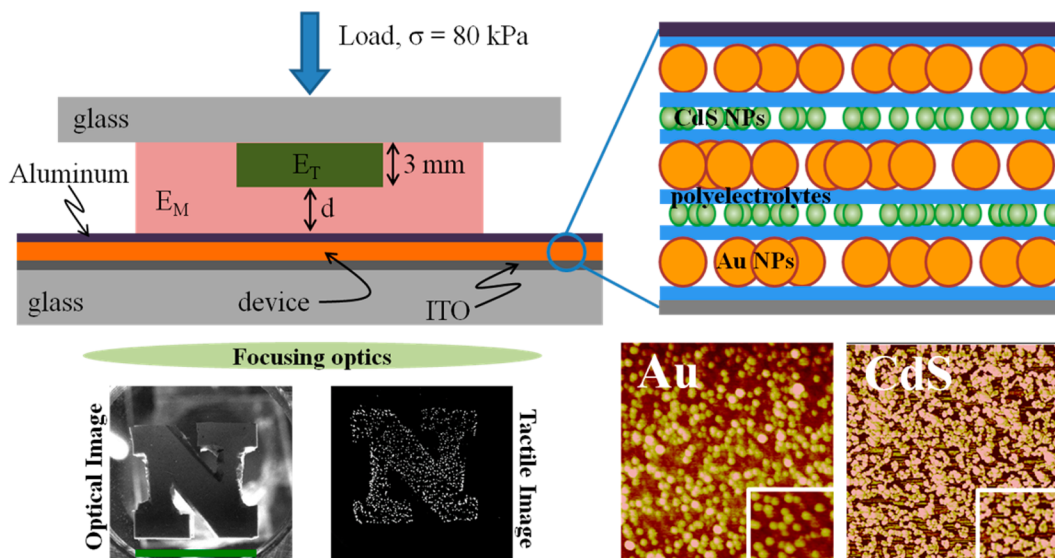 Load, σ = 80 kPa
glass
Aluminum
E_T
3 mm
E_M
d
glass
device
ITO
CdS NPs
polyelectrolytes
Au NPs
Focusing optics
Optical Image
Tactile Image
Au
CdS